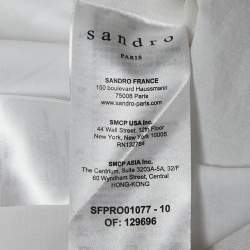 sandro
PARIS
SANDRO FRANCE
150 boulevard Haussmann
75008 Paris
www.sandro-paris.com
SMCP USA Inc.
44 Wall Street, 12th Floor
New York, New York 10005
RN132784
SMCP ASIA Inc.
The Centrium, Suite 3203A-5A, 32/F
60 Wyndham Street, Central
HONG-KONG
SFPRO01077 - 10
OF: 129696